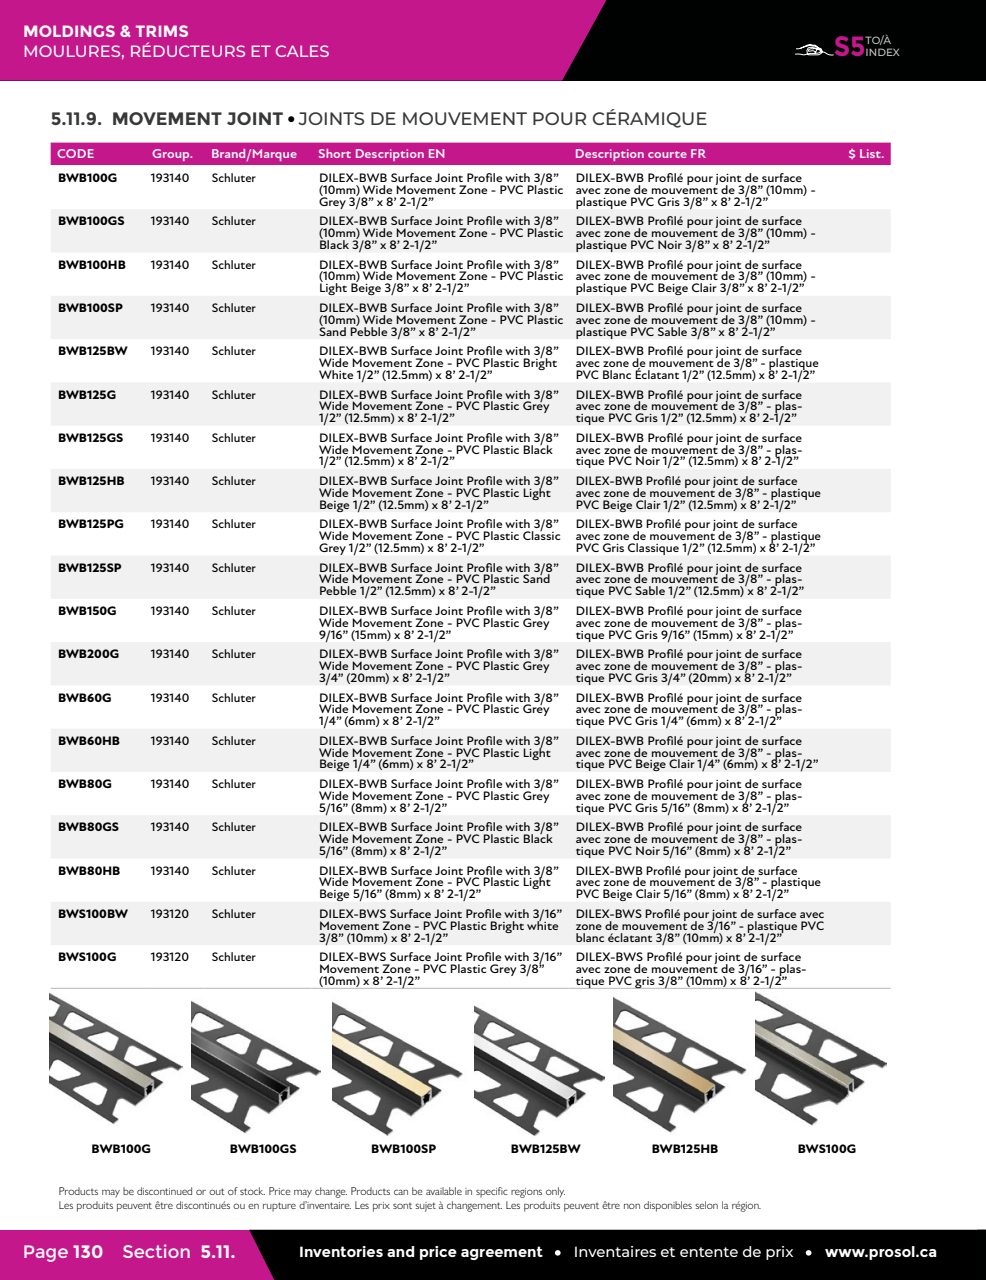 MOLDINGS & TRIMS
MOULURES, RÉDUCTEURS ET CALES
S5 TO/À
INDEX
5.11.9. MOVEMENT JOINT • JOINTS DE MOUVEMENT POUR CÉRAMIQUE
CODE Group. Brand/Marque Short Description EN Description courte FR $ List.
BWB100G 193140 Schluter DILEX-BWB Surface Joint Profile with 3/8” DILEX-BWB Profilé pour joint de surface
(10mm) Wide Movement Zone - PVC Plastic avec zone de mouvement de 3/8” (10mm) -
Grey 3/8” x 8’ 2-1/2” plastique PVC Gris 3/8” x 8’ 2-1/2”
BWB100GS 193140 Schluter DILEX-BWB Surface Joint Profile with 3/8” DILEX-BWB Profilé pour joint de surface
(10mm) Wide Movement Zone - PVC Plastic avec zone de mouvement de 3/8” (10mm) -
Black 3/8” x 8’ 2-1/2” plastique PVC Noir 3/8” x 8’ 2-1/2”
BWB100HB 193140 Schluter DILEX-BWB Surface Joint Profile with 3/8” DILEX-BWB Profilé pour joint de surface
(10mm) Wide Movement Zone - PVC Plastic avec zone de mouvement de 3/8” (10mm) -
Light Beige 3/8” x 8’ 2-1/2” plastique PVC Beige Clair 3/8” x 8’ 2-1/2”
BWB100SP 193140 Schluter DILEX-BWB Surface Joint Profile with 3/8” DILEX-BWB Profilé pour joint de surface
(10mm) Wide Movement Zone - PVC Plastic avec zone de mouvement de 3/8” (10mm) -
Sand Pebble 3/8” x 8’ 2-1/2” plastique PVC Sable 3/8” x 8’ 2-1/2”
BWB125BW 193140 Schluter DILEX-BWB Surface Joint Profile with 3/8” DILEX-BWB Profilé pour joint de surface
Wide Movement Zone - PVC Plastic Bright avec zone de mouvement de 3/8” - plastique
White 1/2” (12.5mm) x 8’ 2-1/2” PVC Blanc Éclatant 1/2” (12.5mm) x 8’ 2-1/2”
BWB125G 193140 Schluter DILEX-BWB Surface Joint Profile with 3/8” DILEX-BWB Profilé pour joint de surface
Wide Movement Zone - PVC Plastic Grey avec zone de mouvement de 3/8” - plas-
1/2” (12.5mm) x 8’ 2-1/2” tique PVC Gris 1/2” (12.5mm) x 8’ 2-1/2”
BWB125GS 193140 Schluter DILEX-BWB Surface Joint Profile with 3/8” DILEX-BWB Profilé pour joint de surface
Wide Movement Zone - PVC Plastic Black avec zone de mouvement de 3/8” - plas-
1/2” (12.5mm) x 8’ 2-1/2” tique PVC Noir 1/2” (12.5mm) x 8’ 2-1/2”
BWB125HB 193140 Schluter DILEX-BWB Surface Joint Profile with 3/8” DILEX-BWB Profilé pour joint de surface
Wide Movement Zone - PVC Plastic Light avec zone de mouvement de 3/8” - plastique
Beige 1/2” (12.5mm) x 8’ 2-1/2” PVC Beige Clair 1/2” (12.5mm) x 8’ 2-1/2”
BWB125PG 193140 Schluter DILEX-BWB Surface Joint Profile with 3/8” DILEX-BWB Profilé pour joint de surface
Wide Movement Zone - PVC Plastic Classic avec zone de mouvement de 3/8” - plastique
Grey 1/2” (12.5mm) x 8’ 2-1/2” PVC Gris Classique 1/2” (12.5mm) x 8’ 2-1/2”
BWB125SP 193140 Schluter DILEX-BWB Surface Joint Profile with 3/8” DILEX-BWB Profilé pour joint de surface
Wide Movement Zone - PVC Plastic Sand avec zone de mouvement de 3/8” - plas-
Pebble 1/2” (12.5mm) x 8’ 2-1/2” tique PVC Sable 1/2” (12.5mm) x 8’ 2-1/2”
BWB150G 193140 Schluter DILEX-BWB Surface Joint Profile with 3/8” DILEX-BWB Profilé pour joint de surface
Wide Movement Zone - PVC Plastic Grey avec zone de mouvement de 3/8” - plas-
9/16” (15mm) x 8’ 2-1/2” tique PVC Gris 9/16” (15mm) x 8’ 2-1/2”
BWB200G 193140 Schluter DILEX-BWB Surface Joint Profile with 3/8” DILEX-BWB Profilé pour joint de surface
Wide Movement Zone - PVC Plastic Grey avec zone de mouvement de 3/8” - plas-
3/4” (20mm) x 8’ 2-1/2” tique PVC Gris 3/4” (20mm) x 8’ 2-1/2”
BWB60G 193140 Schluter DILEX-BWB Surface Joint Profile with 3/8” DILEX-BWB Profilé pour joint de surface
Wide Movement Zone - PVC Plastic Grey avec zone de mouvement de 3/8” - plas-
1/4” (6mm) x 8’ 2-1/2” tique PVC Gris 1/4” (6mm) x 8’ 2-1/2”
BWB60HB 193140 Schluter DILEX-BWB Surface Joint Profile with 3/8” DILEX-BWB Profilé pour joint de surface
Wide Movement Zone - PVC Plastic Light avec zone de mouvement de 3/8” - plas-
Beige 1/4” (6mm) x 8’ 2-1/2” tique PVC Beige Clair 1/4” (6mm) x 8’ 2-1/2”
BWB80G 193140 Schluter DILEX-BWB Surface Joint Profile with 3/8” DILEX-BWB Profilé pour joint de surface
Wide Movement Zone - PVC Plastic Grey avec zone de mouvement de 3/8” - plas-
5/16” (8mm) x 8’ 2-1/2” tique PVC Gris 5/16” (8mm) x 8’ 2-1/2”
BWB80GS 193140 Schluter DILEX-BWB Surface Joint Profile with 3/8” DILEX-BWB Profilé pour joint de surface
Wide Movement Zone - PVC Plastic Black avec zone de mouvement de 3/8” - plas-
5/16” (8mm) x 8’ 2-1/2” tique PVC Noir 5/16” (8mm) x 8’ 2-1/2”
BWB80HB 193140 Schluter DILEX-BWB Surface Joint Profile with 3/8” DILEX-BWB Profilé pour joint de surface
Wide Movement Zone - PVC Plastic Light avec zone de mouvement de 3/8” - plastique
Beige 5/16” (8mm) x 8’ 2-1/2” PVC Beige Clair 5/16” (8mm) x 8’ 2-1/2”
BWS100BW 193120 Schluter DILEX-BWS Surface Joint Profile with 3/16” DILEX-BWS Profilé pour joint de surface avec
Movement Zone - PVC Plastic Bright white zone de mouvement de 3/16” - plastique PVC
3/8” (10mm) x 8’ 2-1/2” blanc éclatant 3/8” (10mm) x 8’ 2-1/2”
BWS100G 193120 Schluter DILEX-BWS Surface Joint Profile with 3/16” DILEX-BWS Profilé pour joint de surface
Movement Zone - PVC Plastic Grey 3/8” avec zone de mouvement de 3/16” - plas-
(10mm) x 8’ 2-1/2” tique PVC gris 3/8” (10mm) x 8’ 2-1/2”
BWB100G BWB100GS BWB100SP BWB125BW BWB125HB BWS100G
Products may be discontinued or out of stock. Price may change. Products can be available in specific regions only.
Les produits peuvent être discontinués ou en rupture d’inventaire. Les prix sont sujet à changement. Les produits peuvent être non disponibles selon la région.
Page 130 Section 5.11. Inventories and price agreement • Inventaires et entente de prix • www.prosol.ca